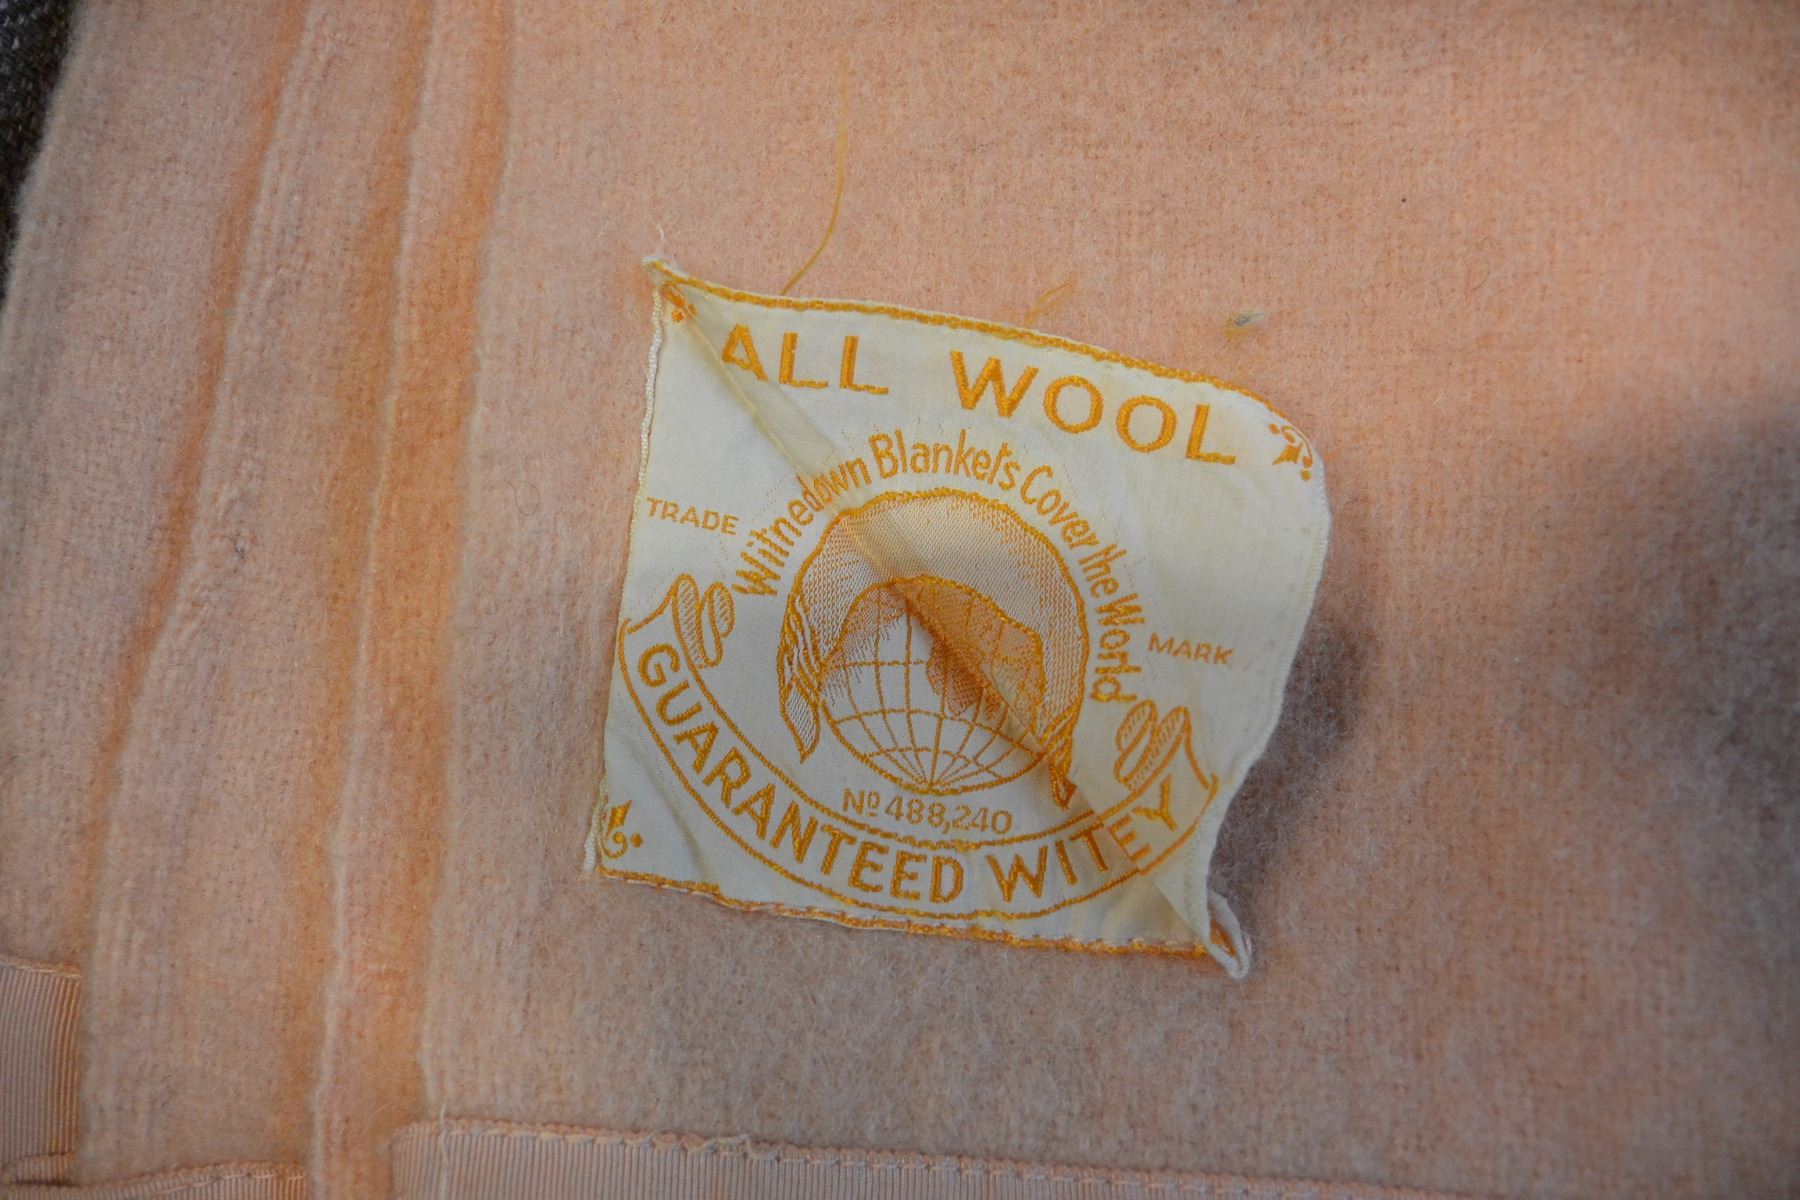 ALL WOOL
Witnedown Blankets Cover the World
TRADE MARK
Nº 488,240
GUARANTEED WITEY